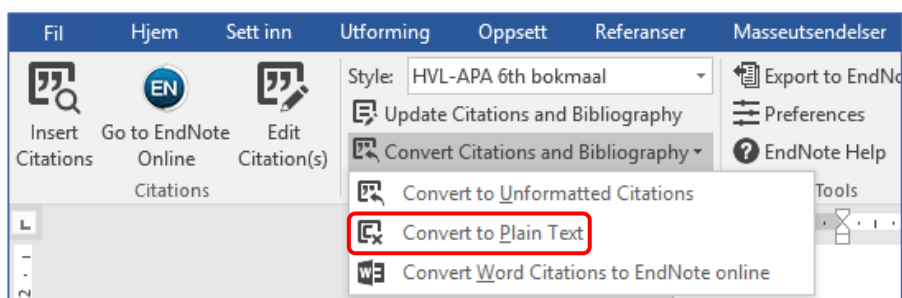 Fil Hjem Sett inn Utforming Oppsett Referanser Masseutsendelser
Insert
Citations
EN
Go to EndNote
Online
Edit
Citation(s)
Citations
Style: HVL-APA 6th bokmaal
Update Citations and Bibliography
Convert Citations and Bibliography
Convert to Unformatted Citations
Convert to Plain Text
Convert Word Citations to EndNote online
Export to EndNo
Preferences
EndNote Help
Tools
L
2